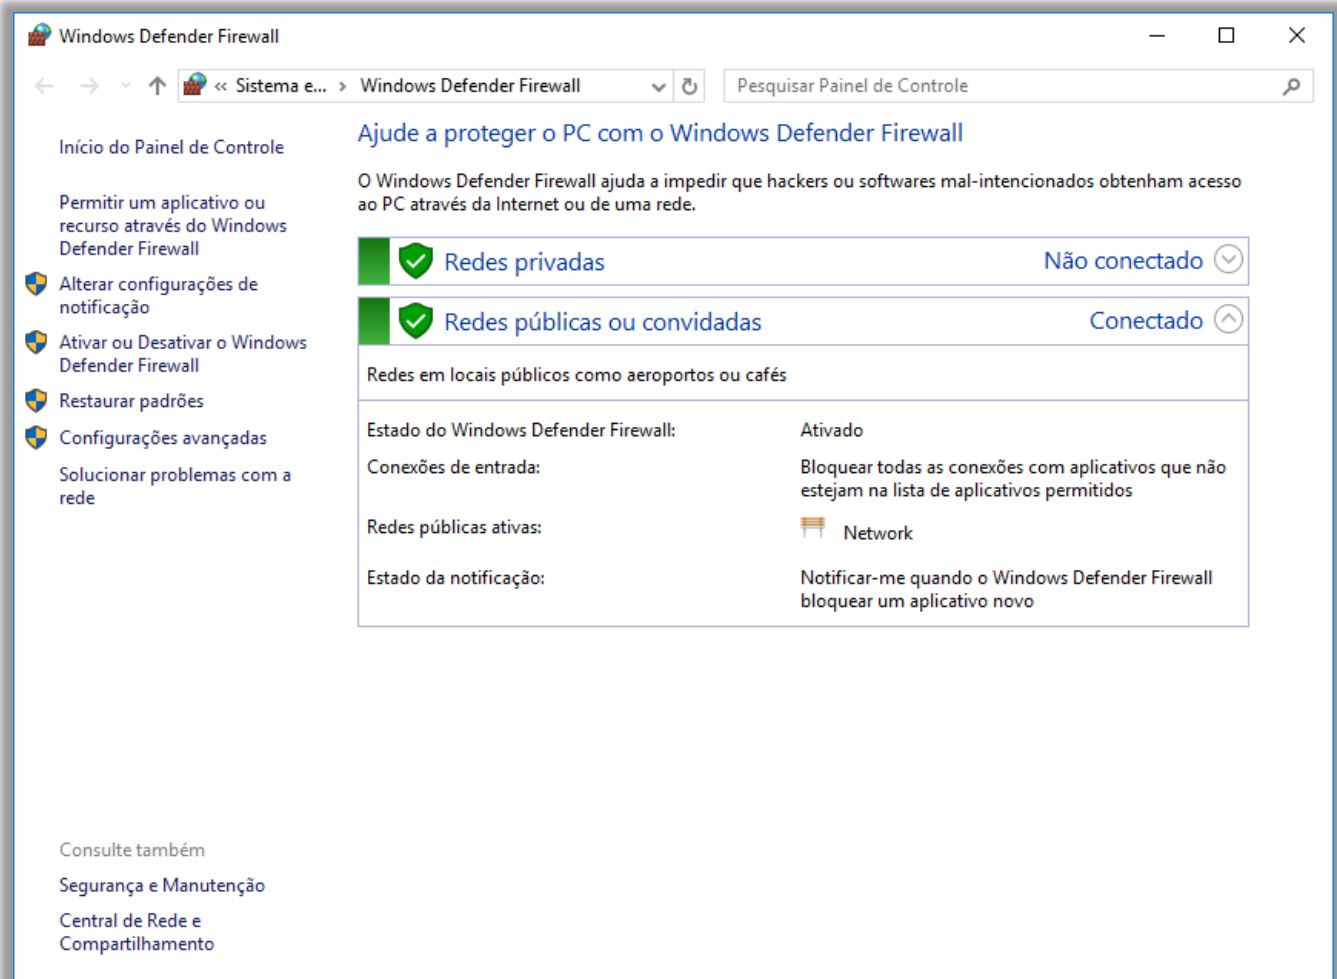 Windows Defender Firewall
« Sistema e... › Windows Defender Firewall
Pesquisar Painel de Controle
Início do Painel de Controle
Permitir um aplicativo ou
recurso através do Windows
Defender Firewall
Alterar configurações de
notificação
Ativar ou Desativar o Windows
Defender Firewall
Restaurar padrões
Configurações avançadas
Solucionar problemas com a
rede
Consulte também
Segurança e Manutenção
Central de Rede e
Compartilhamento
Ajude a proteger o PC com o Windows Defender Firewall
O Windows Defender Firewall ajuda a impedir que hackers ou softwares mal-intencionados obtenham acesso
ao PC através da Internet ou de uma rede.
Redes privadas Não conectado
Redes públicas ou convidadas Conectado
Redes em locais públicos como aeroportos ou cafés
Estado do Windows Defender Firewall: Ativado
Conexões de entrada: Bloquear todas as conexões com aplicativos que não
estejam na lista de aplicativos permitidos
Redes públicas ativas: Network
Estado da notificação: Notificar-me quando o Windows Defender Firewall
bloquear um aplicativo novo